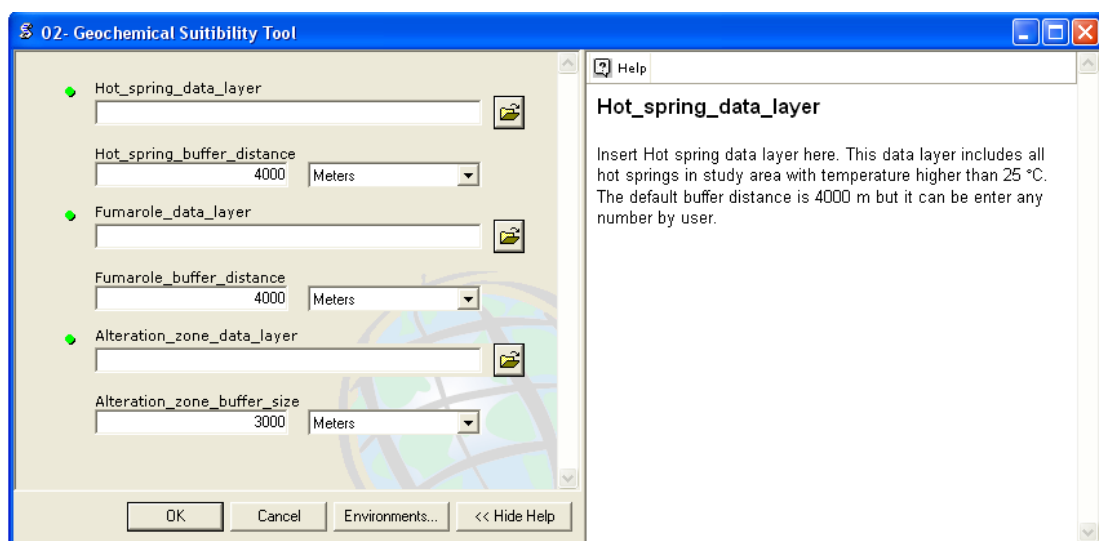 02- Geochemical Suitibility Tool
Hot_spring_data_layer
Hot_spring_buffer_distance
4000 Meters
Fumarole_data_layer
Fumarole_buffer_distance
4000 Meters
Alteration_zone_data_layer
Alteration_zone_buffer_size
3000 Meters
OK Cancel Environments... << Hide Help
Help
Hot_spring_data_layer
Insert Hot spring data layer here. This data layer includes all
hot springs in study area with temperature higher than 25 °C.
The default buffer distance is 4000 m but it can be enter any
number by user.